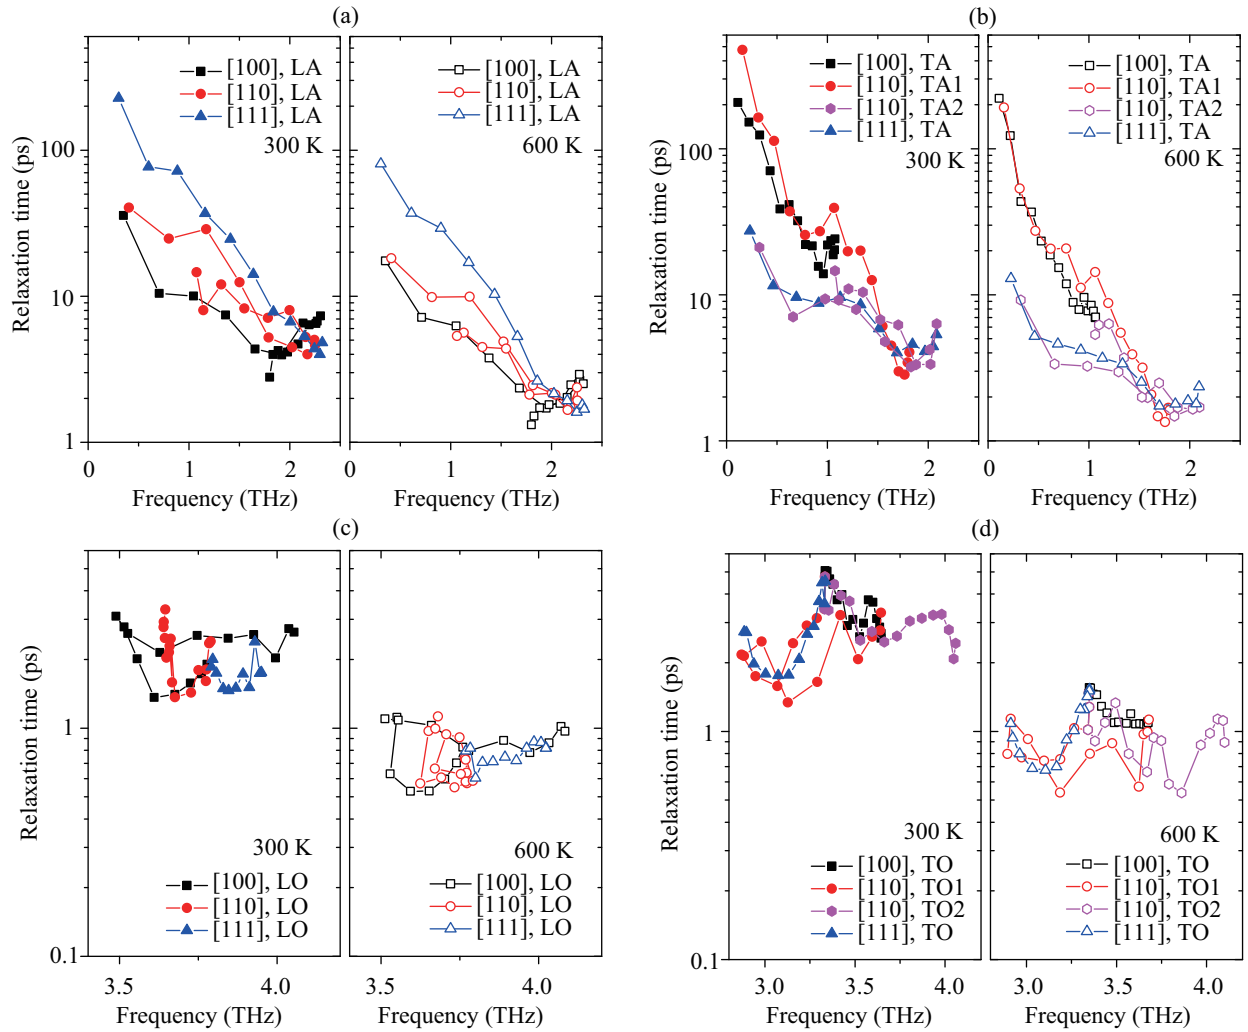 (a)
Relaxation time (ps)
100
10
1
[100], LA
[110], LA
[111], LA
300 K
0 1 2
Frequency (THz)
[100], LA
[110], LA
[111], LA
600 K
0 1 2
Frequency (THz)
(b)
Relaxation time (ps)
100
10
1
[100], TA
[110], TA1
[110], TA2
[111], TA
300 K
0 1 2
Frequency (THz)
[100], TA
[110], TA1
[110], TA2
[111], TA
600 K
0 1 2
Frequency (THz)
(c)
Relaxation time (ps)
1
0.1
300 K
[100], LO
[110], LO
[111], LO
3.5 4.0
Frequency (THz)
600 K
[100], LO
[110], LO
[111], LO
3.5 4.0
Frequency (THz)
(d)
Relaxation time (ps)
1
0.1
300 K
[100], TO
[110], TO1
[110], TO2
[111], TO
3.0 3.5 4.0
Frequency (THz)
600 K
[100], TO
[110], TO1
[110], TO2
[111], TO
3.0 3.5 4.0
Frequency (THz)